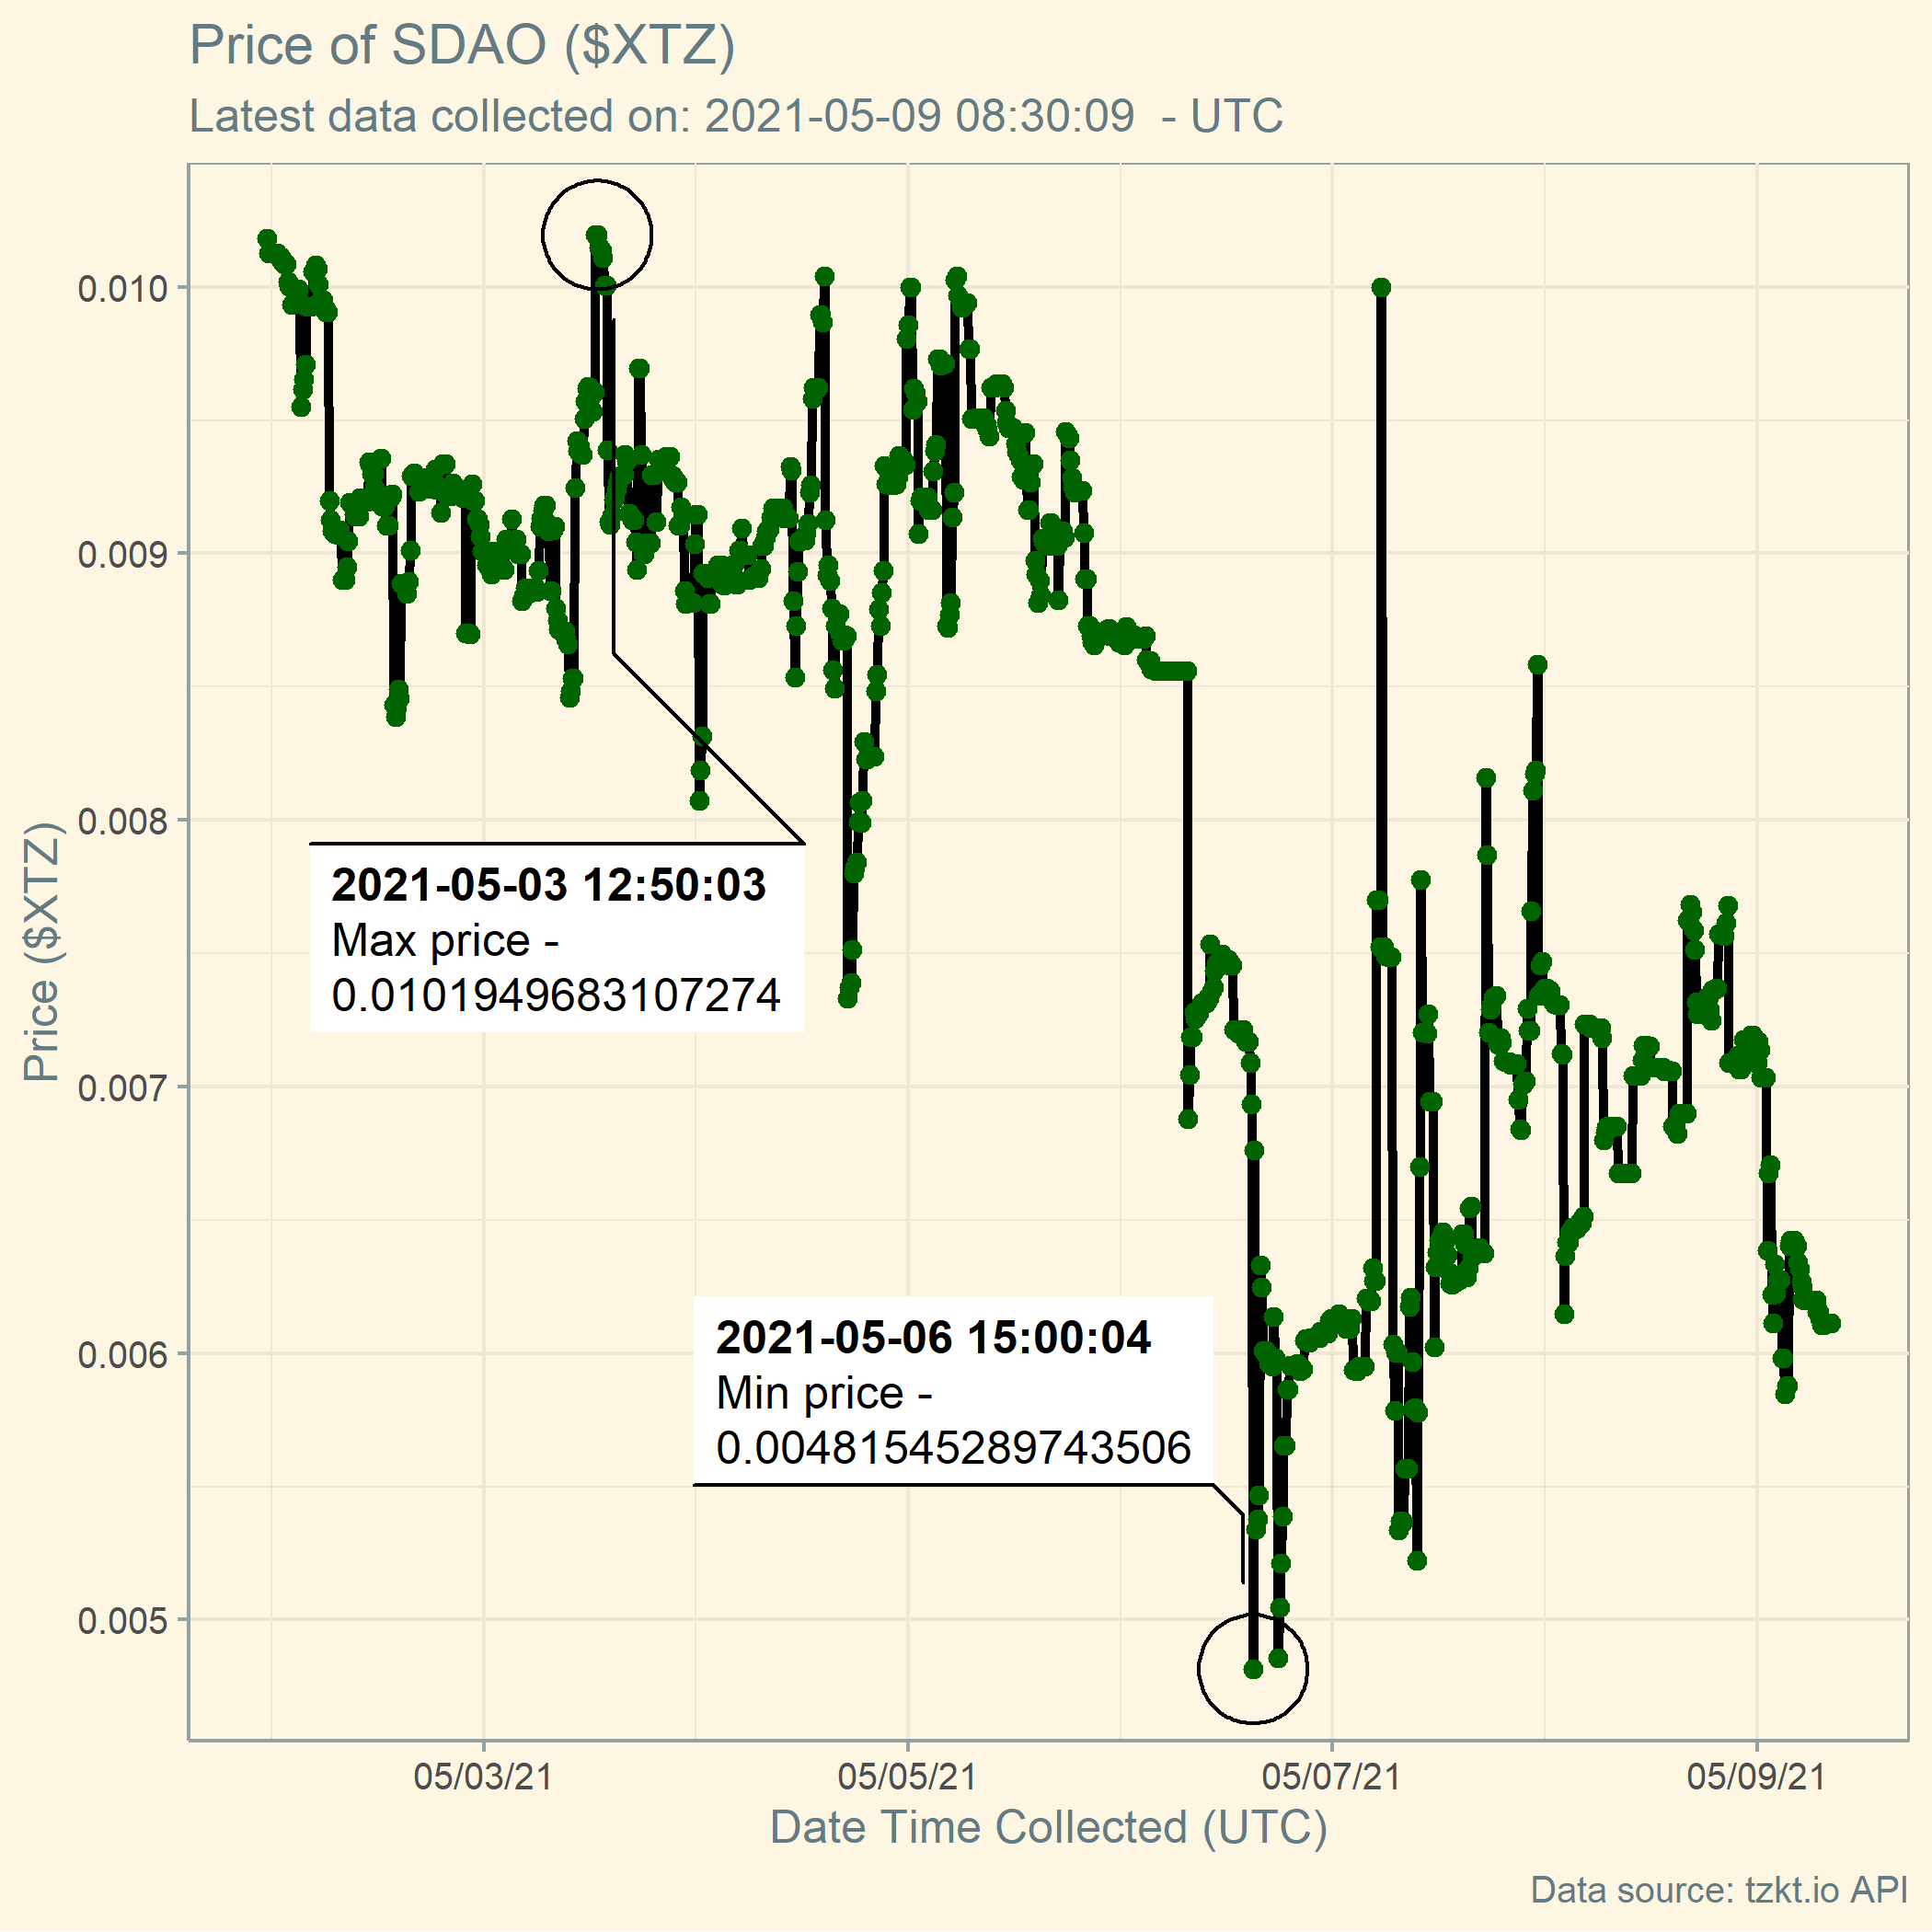 Price of SDAO ($XTZ)
Latest data collected on: 2021-05-09 08:30:09  - UTC
0.010
0.009
0.008
0.007
0.006
0.005
Price ($XTZ)
2021-05-03 12:50:03
Max price -
0.0101949683107274
2021-05-06 15:00:04
Min price -
0.00481545289743506
05/03/21
05/05/21
05/07/21
05/09/21
Date Time Collected (UTC)
Data source: tzkt.io API